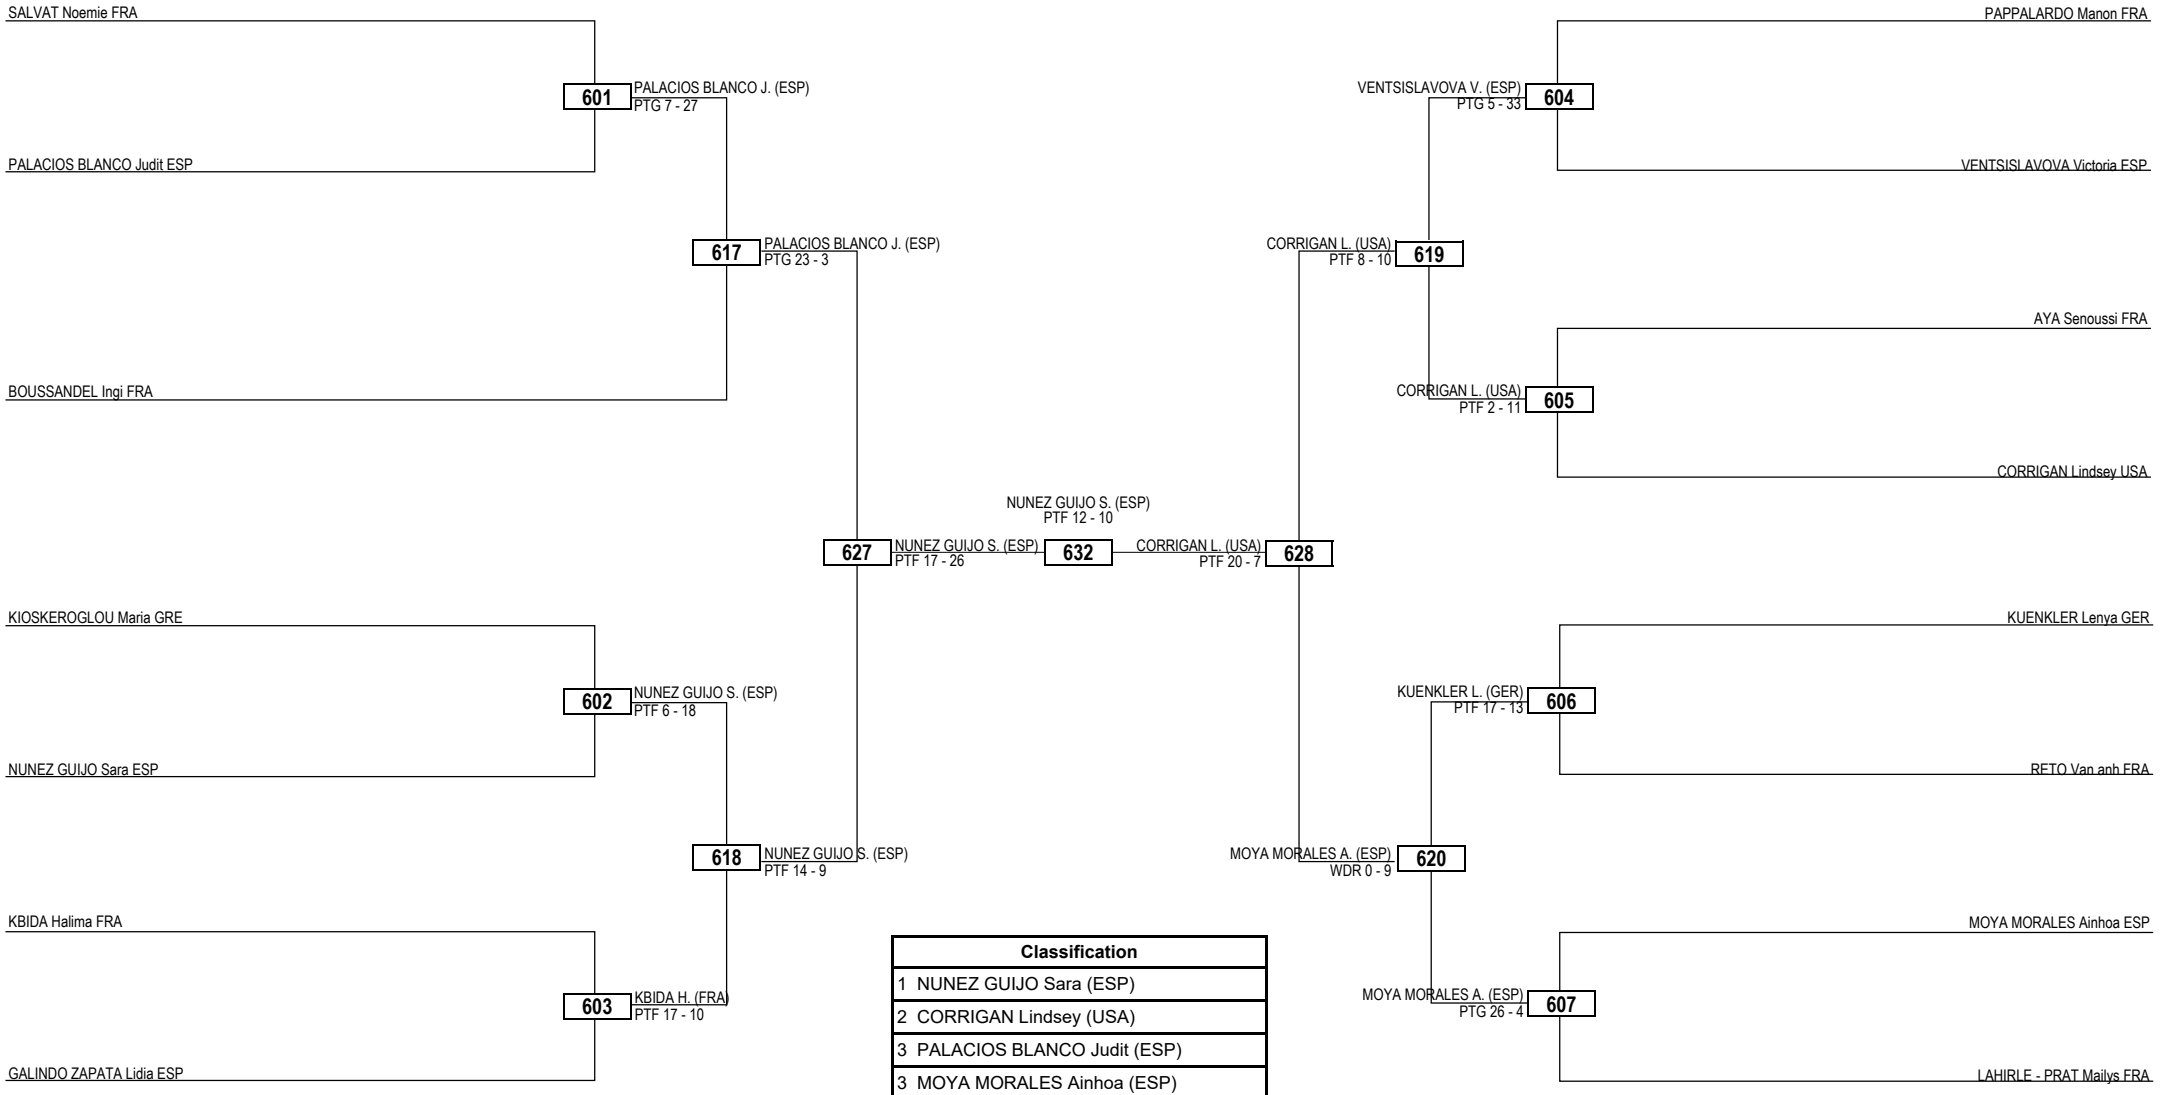 SALVAT Noemie FRA
601
PALACIOS BLANCO J. (ESP)
PTG 7 - 27
PALACIOS BLANCO Judit ESP
617
PALACIOS BLANCO J. (ESP)
PTG 23 - 3
BOUSSANDEL Ingi FRA
627
NUNEZ GUIJO S. (ESP)
PTF 17 - 26
KIOSKEROGLOU Maria GRE
602
NUNEZ GUIJO S. (ESP)
PTF 6 - 18
NUNEZ GUIJO Sara ESP
618
NUNEZ GUIJO S. (ESP)
PTF 14 - 9
KBIDA Halima FRA
603
KBIDA H. (FRA)
PTF 17 - 10
GALINDO ZAPATA Lidia ESP
NUNEZ GUIJO S. (ESP)
PTF 12 - 10
632
PAPPALARDO Manon FRA
VENTSISLAVOVA V. (ESP)
PTG 5 - 33
604
VENTSISLAVOVA Victoria ESP
CORRIGAN L. (USA)
PTF 8 - 10
619
AYA Senoussi FRA
CORRIGAN L. (USA)
PTF 2 - 11
605
CORRIGAN Lindsey USA
CORRIGAN L. (USA)
PTF 20 - 7
628
KUENKLER Lenya GER
KUENKLER L. (GER)
PTF 17 - 13
606
RETO Van anh FRA
MOYA MORALES A. (ESP)
WDR 0 - 9
620
MOYA MORALES Ainhoa ESP
MOYA MORALES A. (ESP)
PTG 26 - 4
607
LAHIRLE - PRAT Mailys FRA
Classification
1 NUNEZ GUIJO Sara (ESP)
2 CORRIGAN Lindsey (USA)
3 PALACIOS BLANCO Judit (ESP)
3 MOYA MORALES Ainhoa (ESP)